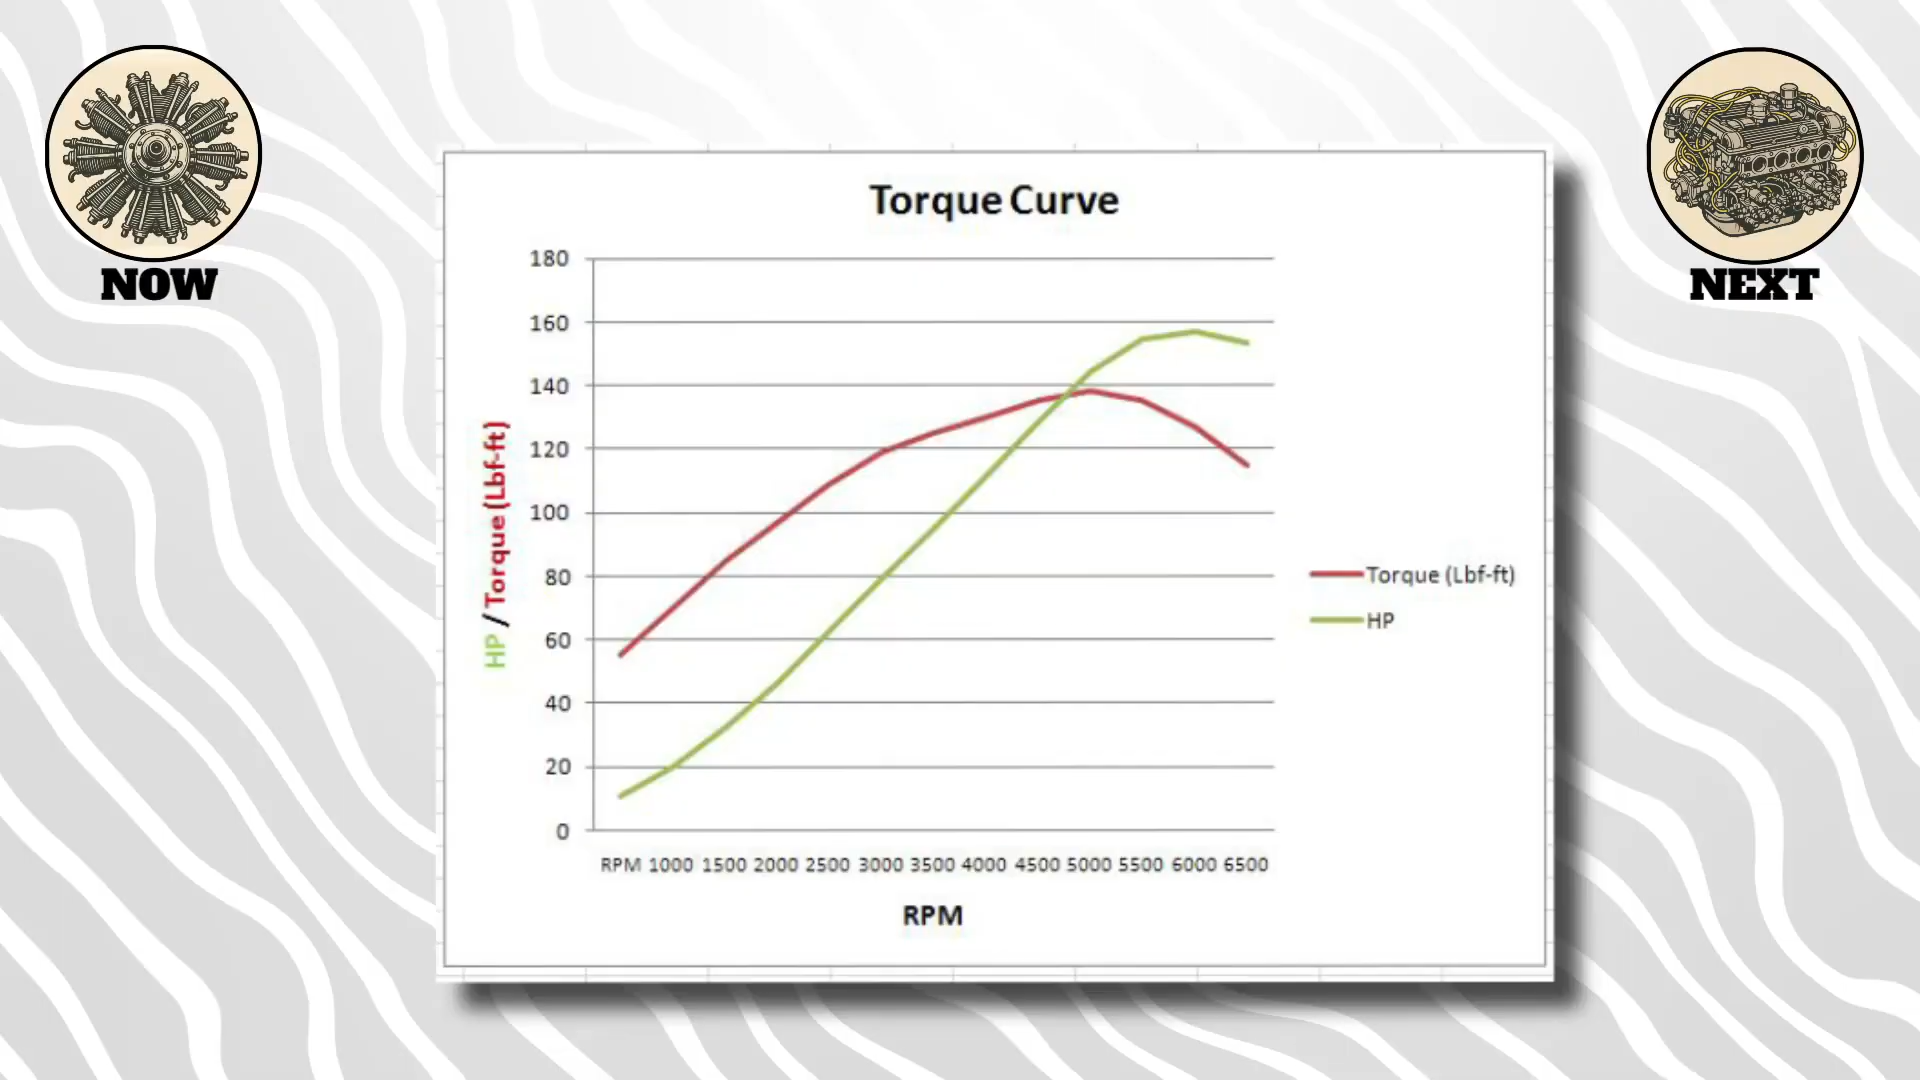 NOW
NEXT
Torque Curve
180
160
140
120
100
80
60
40
20
0
HP / Torque (Lbf-ft)
RPM 1000 1500 2000 2500 3000 3500 4000 4500 5000 5500 6000 6500
RPM
Torque (Lbf-ft)
HP